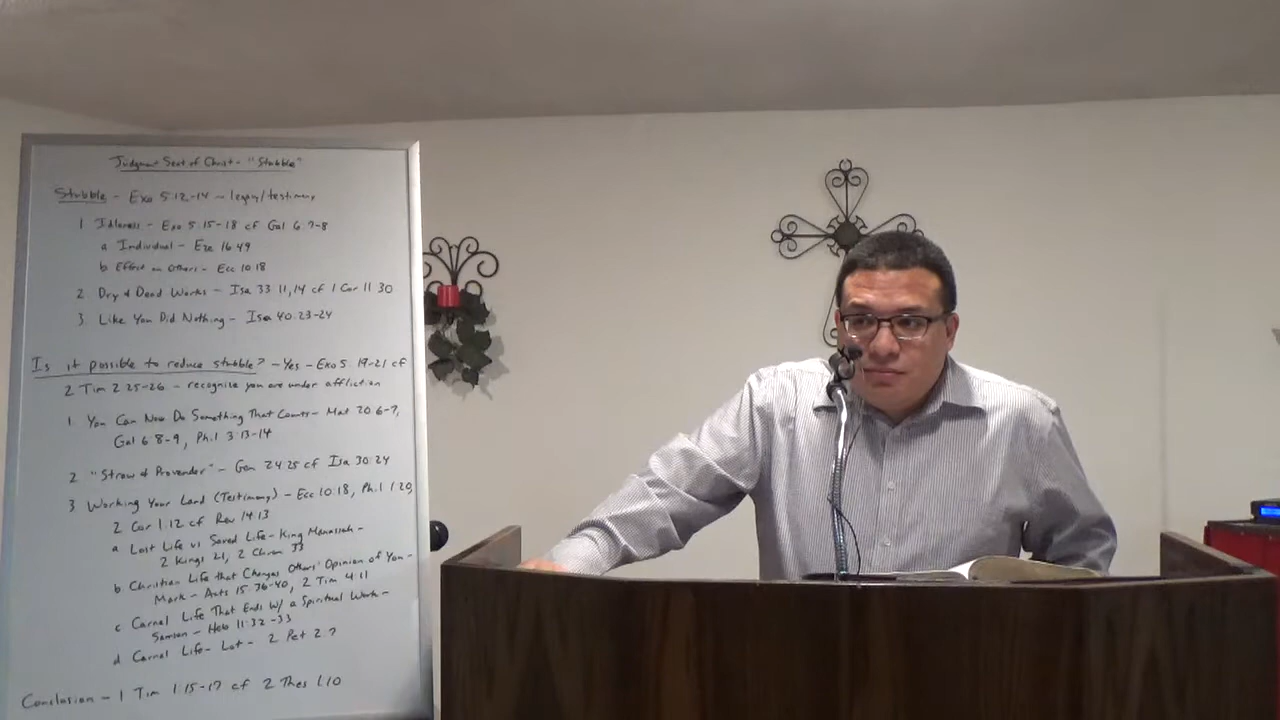 Judgment Seat of Christ - "Stubble"
Stubble - Exo 5:12-14 ~ legacy/testimony
1 Idleness - Exo 5:15-18 cf Gal 6:7-8
a Individual - Eze 16:49
b Effect on Others - Ecc 10:18
2. Dry & Dead Works - Isa 33:11,14 cf 1 Cor 11:30
3. Like You Did Nothing - Isa 40:23-24
Is it possible to reduce stubble? - Yes - Exo 5:19-21 cf
2 Tim 2:25-26 - recognize you are under affliction
1. You Can Now Do Something That Counts - Mat 20:6-7,
Gal 6:8-9, Phil 3:13-14
2 "Straw & Provender" - Gen 24:25 cf Isa 30:24
3 Working Your Land (Testimony) - Ecc 10:18, Phil 1:20,
2 Cor 1:12 cf Rev 14:13
a Lost Life vs Saved Life - King Manassah -
2 Kings 21, 2 Chron 33
b Christian Life that Changes Others' Opinion of You -
Mark - Acts 15:36-40, 2 Tim 4:11
c Carnal Life That Ends w/ a Spiritual Work -
Samson - Heb 11:32-33
d Carnal Life - Lot - 2 Pet 2:7
Conclusion - 1 Tim 1:15-17 cf 2 Thes 1:10